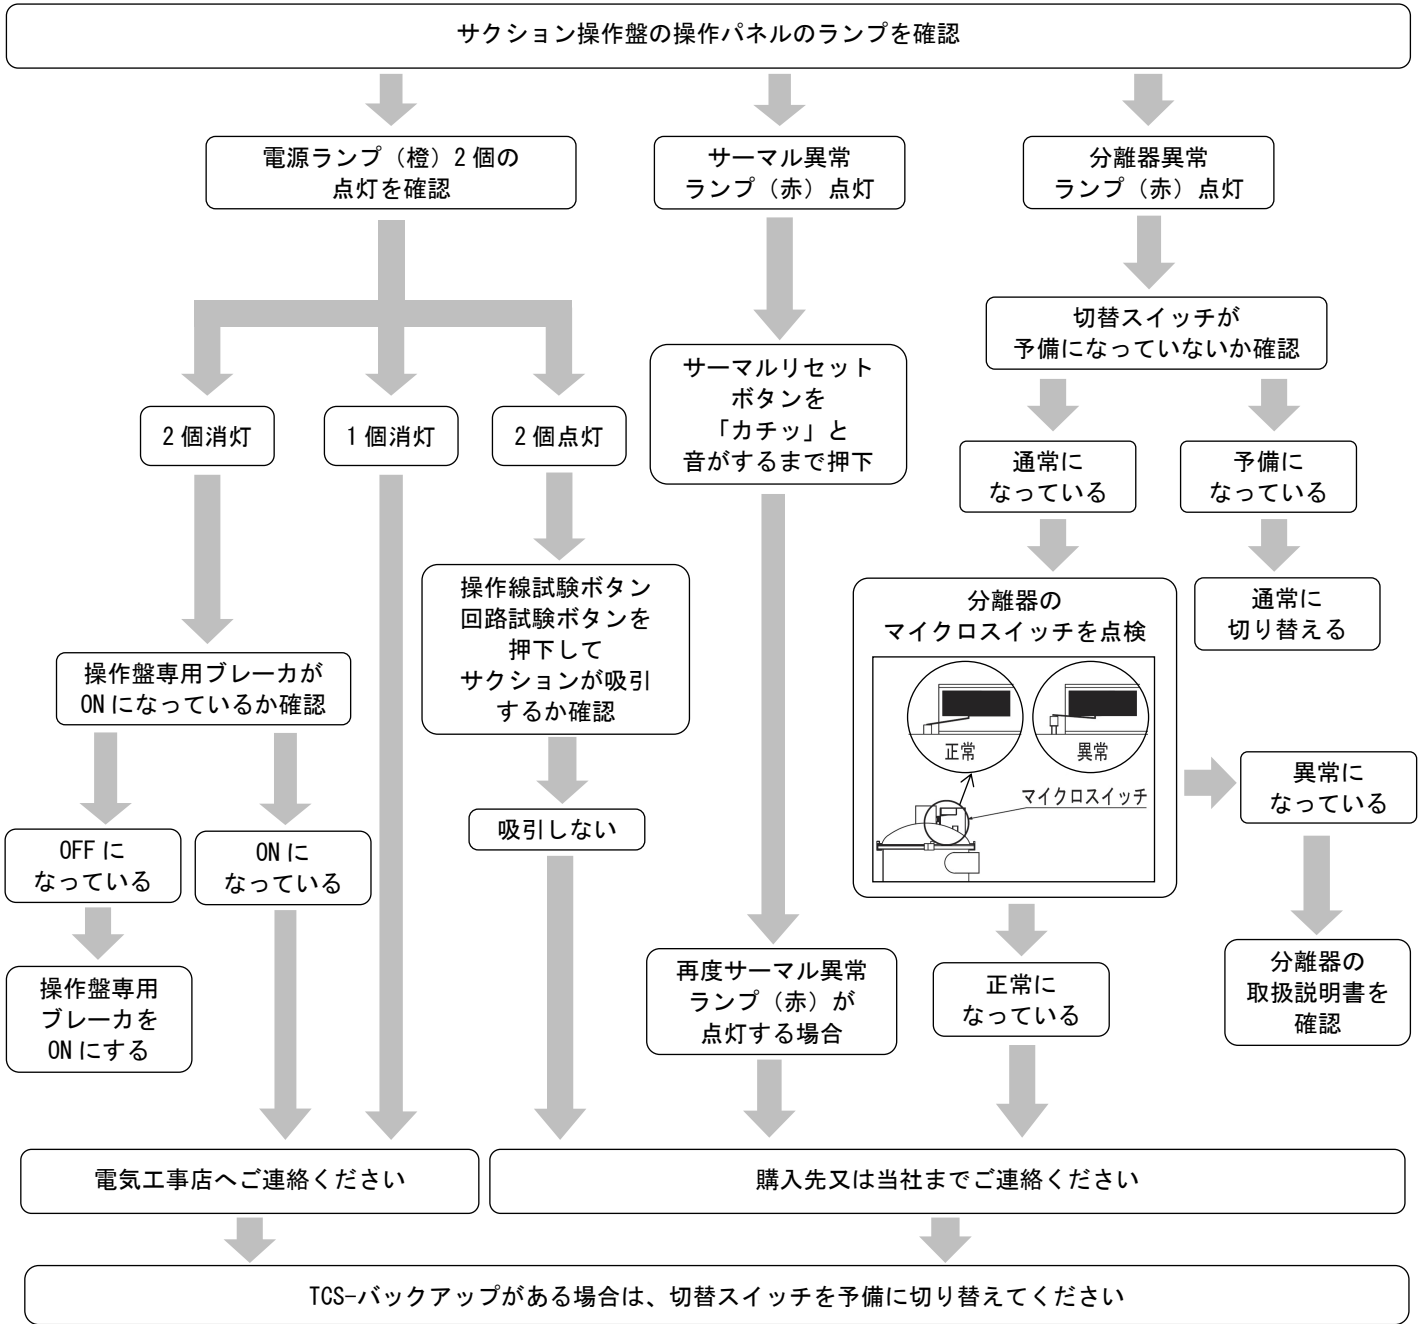 サクション操作盤の操作パネルのランプを確認
電源ランプ（橙）2個の
点灯を確認
サーマル異常
ランプ（赤）点灯
分離器異常
ランプ（赤）点灯
切替スイッチが
予備になっていないか確認
サーマルリセット
ボタンを
「カチッ」と
音がするまで押下
2個消灯
1個消灯
2個点灯
通常に
なっている
予備に
なっている
操作線試験ボタン
回路試験ボタンを
押下して
サクションが吸引
するか確認
分離器の
マイクロスイッチを点検
正常
異常
マイクロスイッチ
通常に
切り替える
操作盤専用ブレーカが
ONになっているか確認
異常に
なっている
吸引しない
OFFに
なっている
ONに
なっている
操作盤専用
ブレーカを
ONにする
再度サーマル異常
ランプ（赤）が
点灯する場合
正常に
なっている
分離器の
取扱説明書を
確認
電気工事店へご連絡ください
購入先又は当社までご連絡ください
TCS-バックアップがある場合は、切替スイッチを予備に切り替えてください